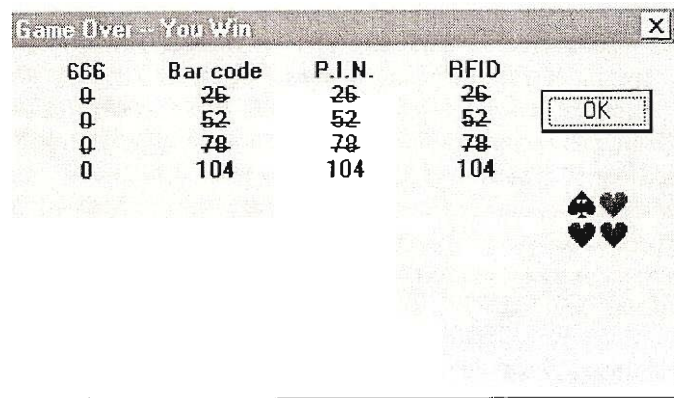 Game Over -- You Win
666 Bar code P.I.N. RFID
0 26 26 26
0 52 52 52
0 78 78 78
0 104 104 104
OK